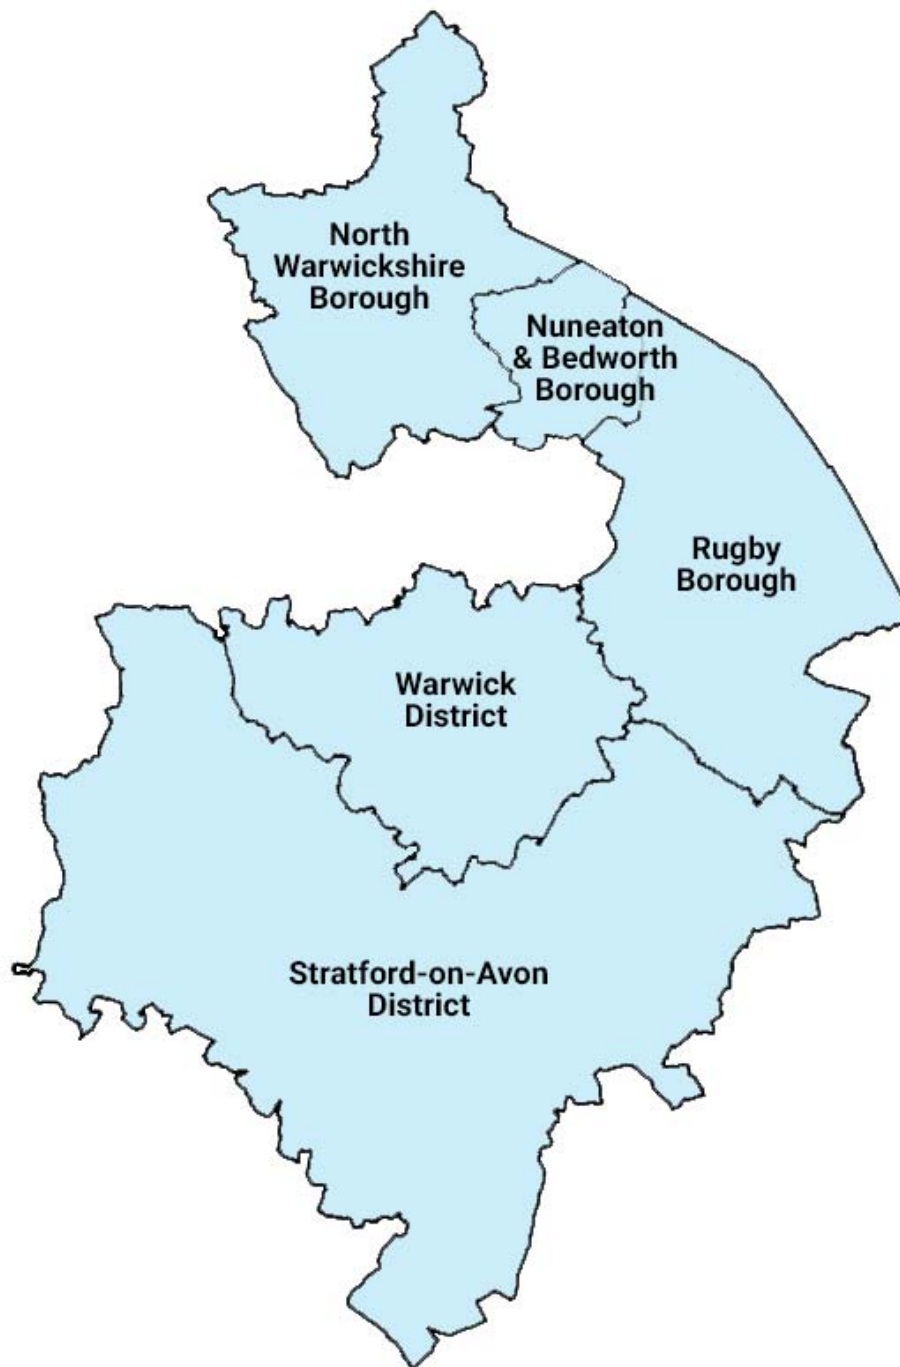 North
Warwickshire
Borough
Nuneaton
& Bedworth
Borough
Rugby
Borough
Warwick
District
Stratford-on-Avon
District